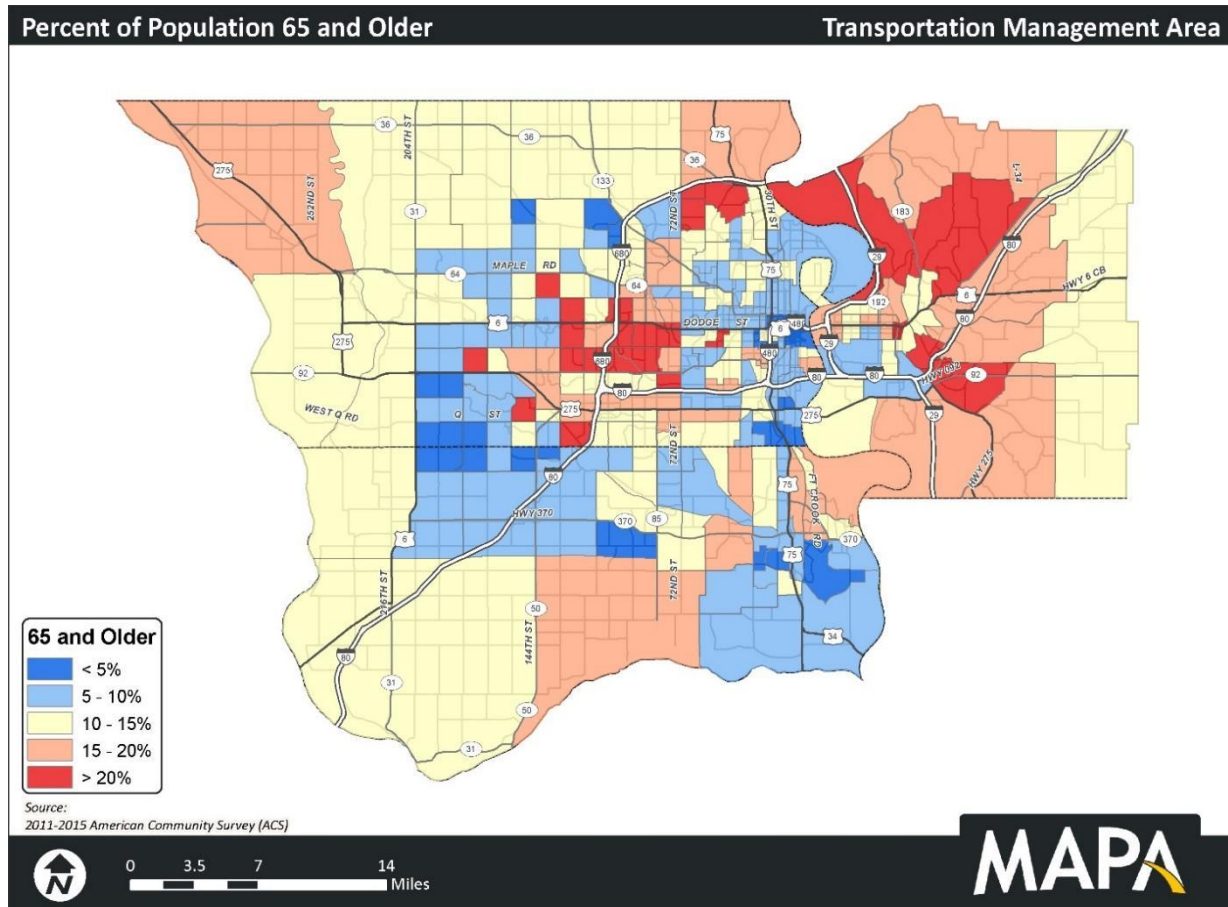 Percent of Population 65 and Older
Transportation Management Area
36
36
75
36
275
252ND ST
204TH ST
133
72ND ST
30TH ST
L-34
31
183
680
80
75
29
64
MAPLE RD
64
HWY 6 CB
6
192
6
DODGE ST
6
480
275
29
80
680
480
92
80
80
80
HWY 092
92
WEST Q RD
Q ST
275
275
29
72ND ST
HWY 275
80
75
FT CROOK RD
HWY 370
370
85
370
6
75
216TH ST
72ND ST
50
144TH ST
34
80
31
50
31
65 and Older
< 5%
5 - 10%
10 - 15%
15 - 20%
> 20%
Source:
2011-2015 American Community Survey (ACS)
N
0 3.5 7 14
Miles
MAPA